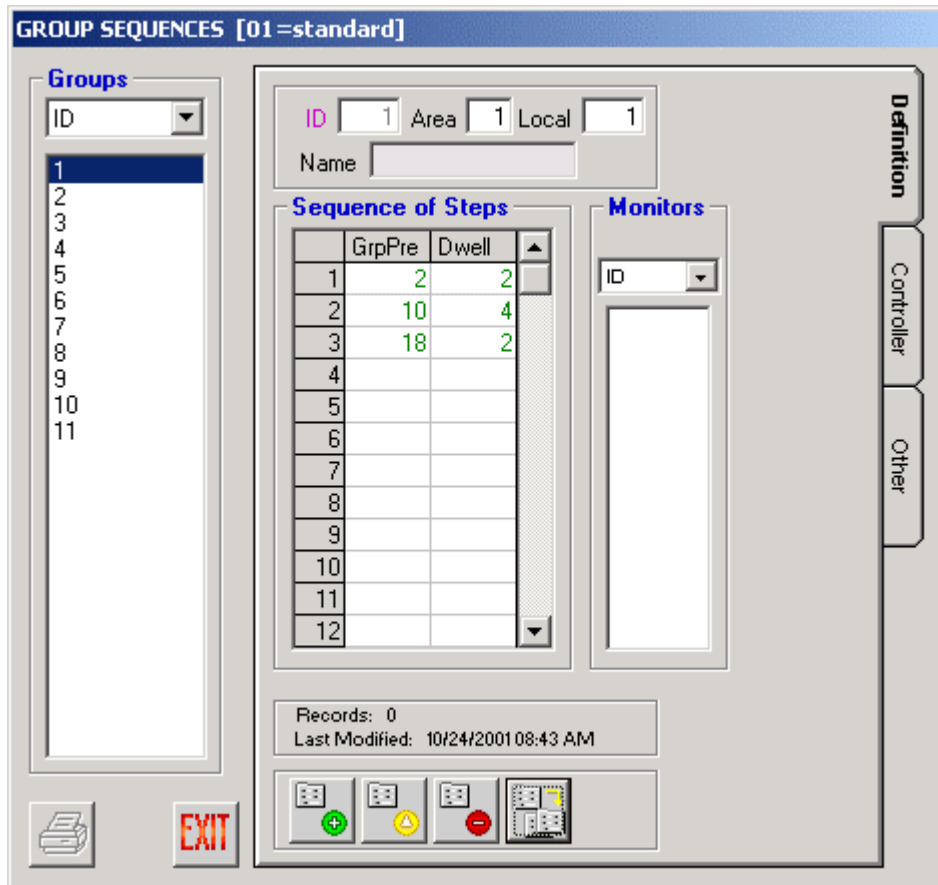 GROUP SEQUENCES [01=standard]
Groups
ID
1
2
3
4
5
6
7
8
9
10
11
ID 1 Area 1 Local 1
Name
Sequence of Steps
GrpPre Dwell
1 2 2
2 10 4
3 18 2
4
5
6
7
8
9
10
11
12
Monitors
ID
Records: 0
Last Modified: 10/24/2001 08:43 AM
EXIT
Definition
Controller
Other